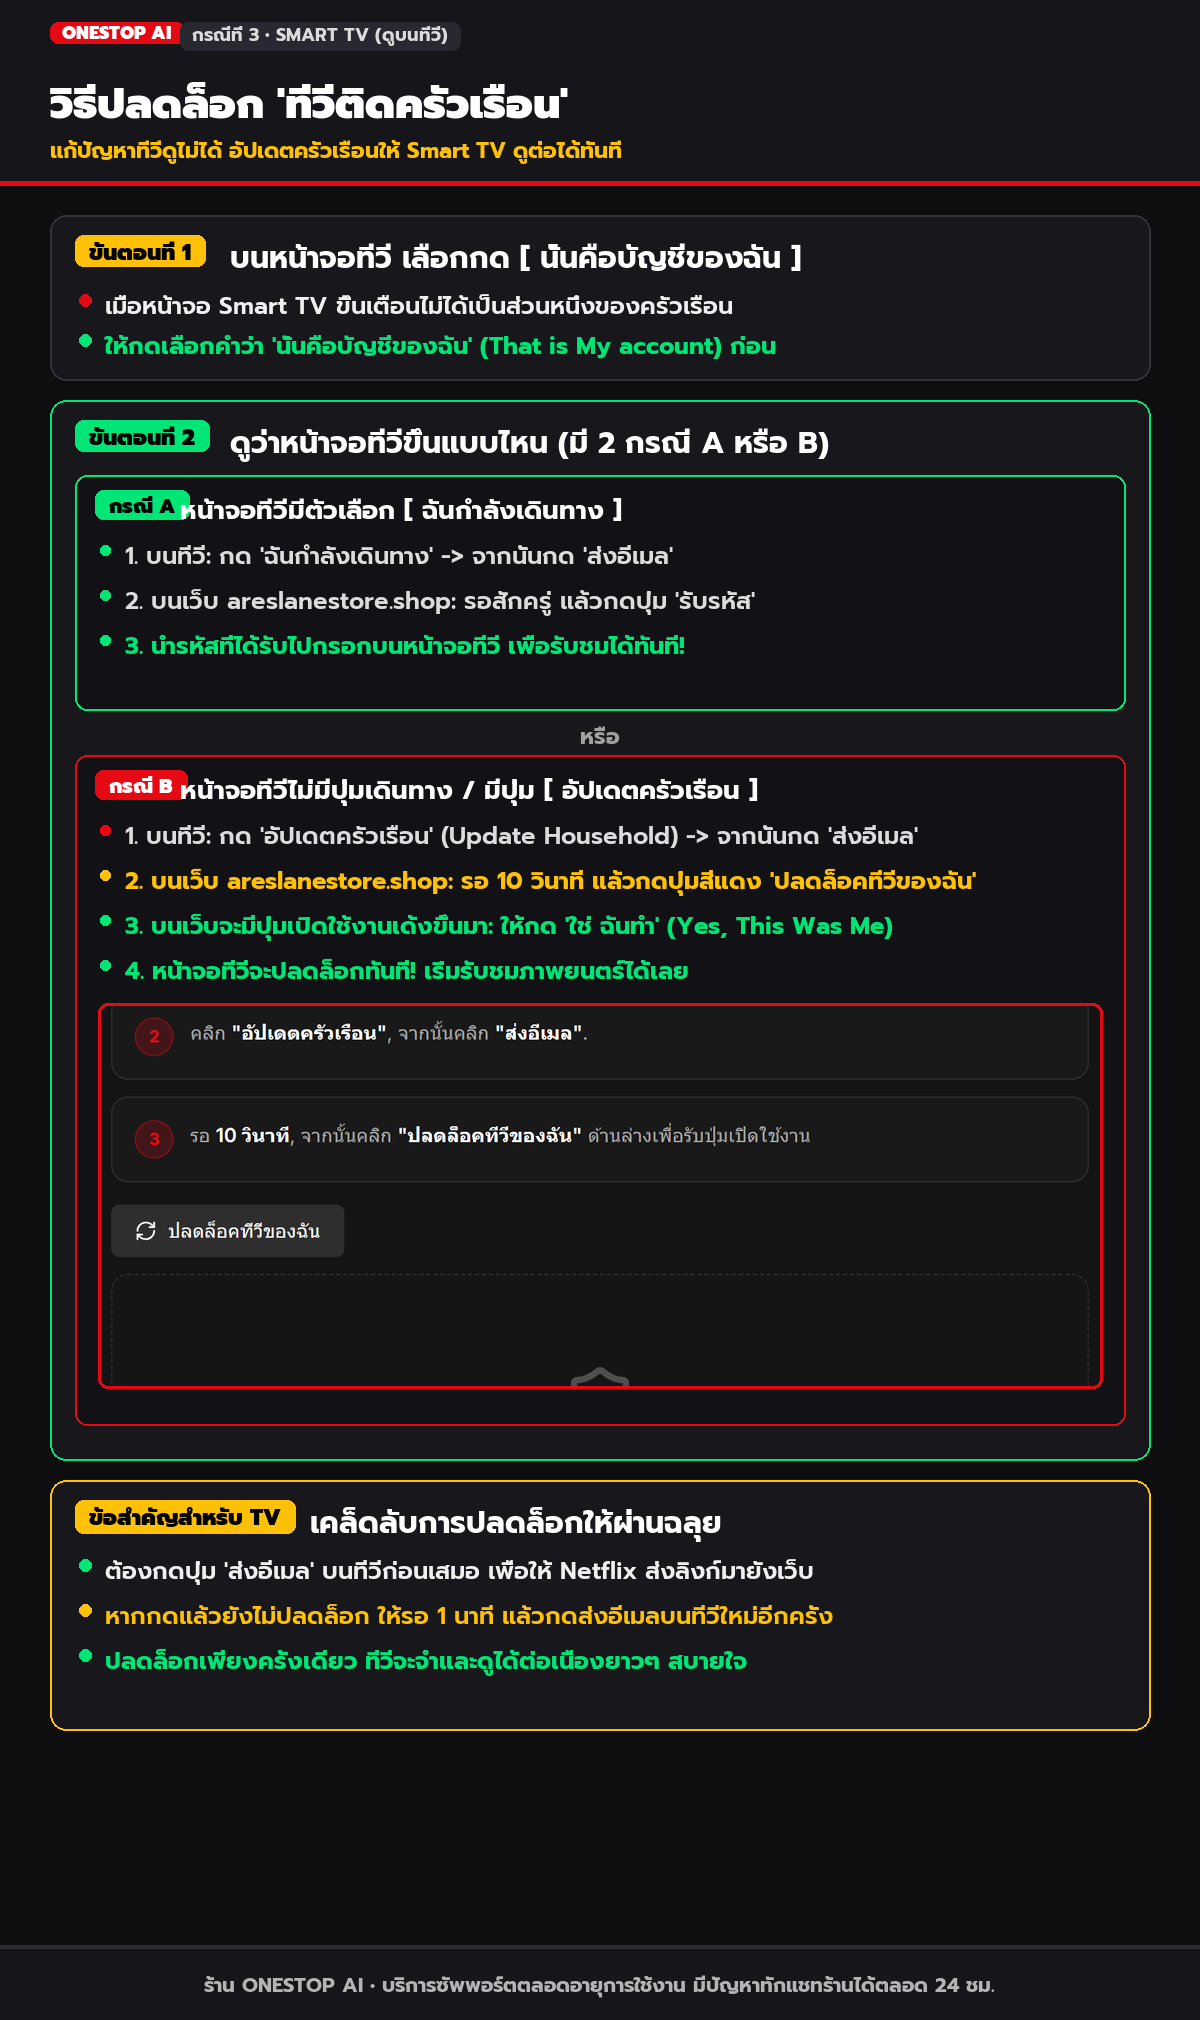 ONESTOP AI
กรณีที่ 3 · SMART TV (ดูบนทีวี)
วิธีปลดล็อก 'ทีวีติดครัวเรือน'
แก้ปัญหาทีวีดูไม่ได้ อัปเดตครัวเรือนให้ Smart TV ดูต่อได้ทันที
ขั้นตอนที่ 1
บนหน้าจอทีวี เลือกกด [ นั่นคือบัญชีของฉัน ]
เมื่อหน้าจอ Smart TV ขึ้นเตือนไม่ได้เป็นส่วนหนึ่งของครัวเรือน
ให้กดเลือกคำว่า 'นั่นคือบัญชีของฉัน' (That is My account) ก่อน
ขั้นตอนที่ 2
ดูว่าหน้าจอทีวีขึ้นแบบไหน (มี 2 กรณี A หรือ B)
กรณี A
หน้าจอทีวีมีตัวเลือก [ ฉันกำลังเดินทาง ]
1. บนทีวี: กด 'ฉันกำลังเดินทาง' -> จากนั้นกด 'ส่งอีเมล'
2. บนเว็บ areslanestore.shop: รอสักครู่ แล้วกดปุ่ม 'รับรหัส'
3. นำรหัสที่ได้รับไปกรอกบนหน้าจอทีวี เพื่อรับชมได้ทันที!
หรือ
กรณี B
หน้าจอทีวีไม่มีปุ่มเดินทาง / มีปุ่ม [ อัปเดตครัวเรือน ]
1. บนทีวี: กด 'อัปเดตครัวเรือน' (Update Household) -> จากนั้นกด 'ส่งอีเมล'
2. บนเว็บ areslanestore.shop: รอ 10 วินาที แล้วกดปุ่มสีแดง 'ปลดล็อคทีวีของฉัน'
3. บนเว็บจะมีปุ่มเปิดใช้งานเด้งขึ้นมา: ให้กด 'ใช่ ฉันทำ' (Yes, This Was Me)
4. หน้าจอทีวีจะปลดล็อกทันที! เริ่มรับชมภาพยนตร์ได้เลย
2
คลิก "อัปเดตครัวเรือน", จากนั้นคลิก "ส่งอีเมล".
3
รอ 10 วินาที, จากนั้นคลิก "ปลดล็อคทีวีของฉัน" ด้านล่างเพื่อรับปุ่มเปิดใช้งาน
ปลดล็อคทีวีของฉัน
ข้อสำคัญสำหรับ TV
เคล็ดลับการปลดล็อกให้ผ่านฉลุย
ต้องกดปุ่ม 'ส่งอีเมล' บนทีวีก่อนเสมอ เพื่อให้ Netflix ส่งลิงก์มายังเว็บ
หากกดแล้วยังไม่ปลดล็อก ให้รอ 1 นาที แล้วกดส่งอีเมลบนทีวีใหม่อีกครั้ง
ปลดล็อกเพียงครั้งเดียว ทีวีจะจำและดูได้ต่อเนื่องยาวๆ สบายใจ
ร้าน ONESTOP AI · บริการซัพพอร์ตตลอดอายุการใช้งาน มีปัญหาทักแชทร้านได้ตลอด 24 ชม.